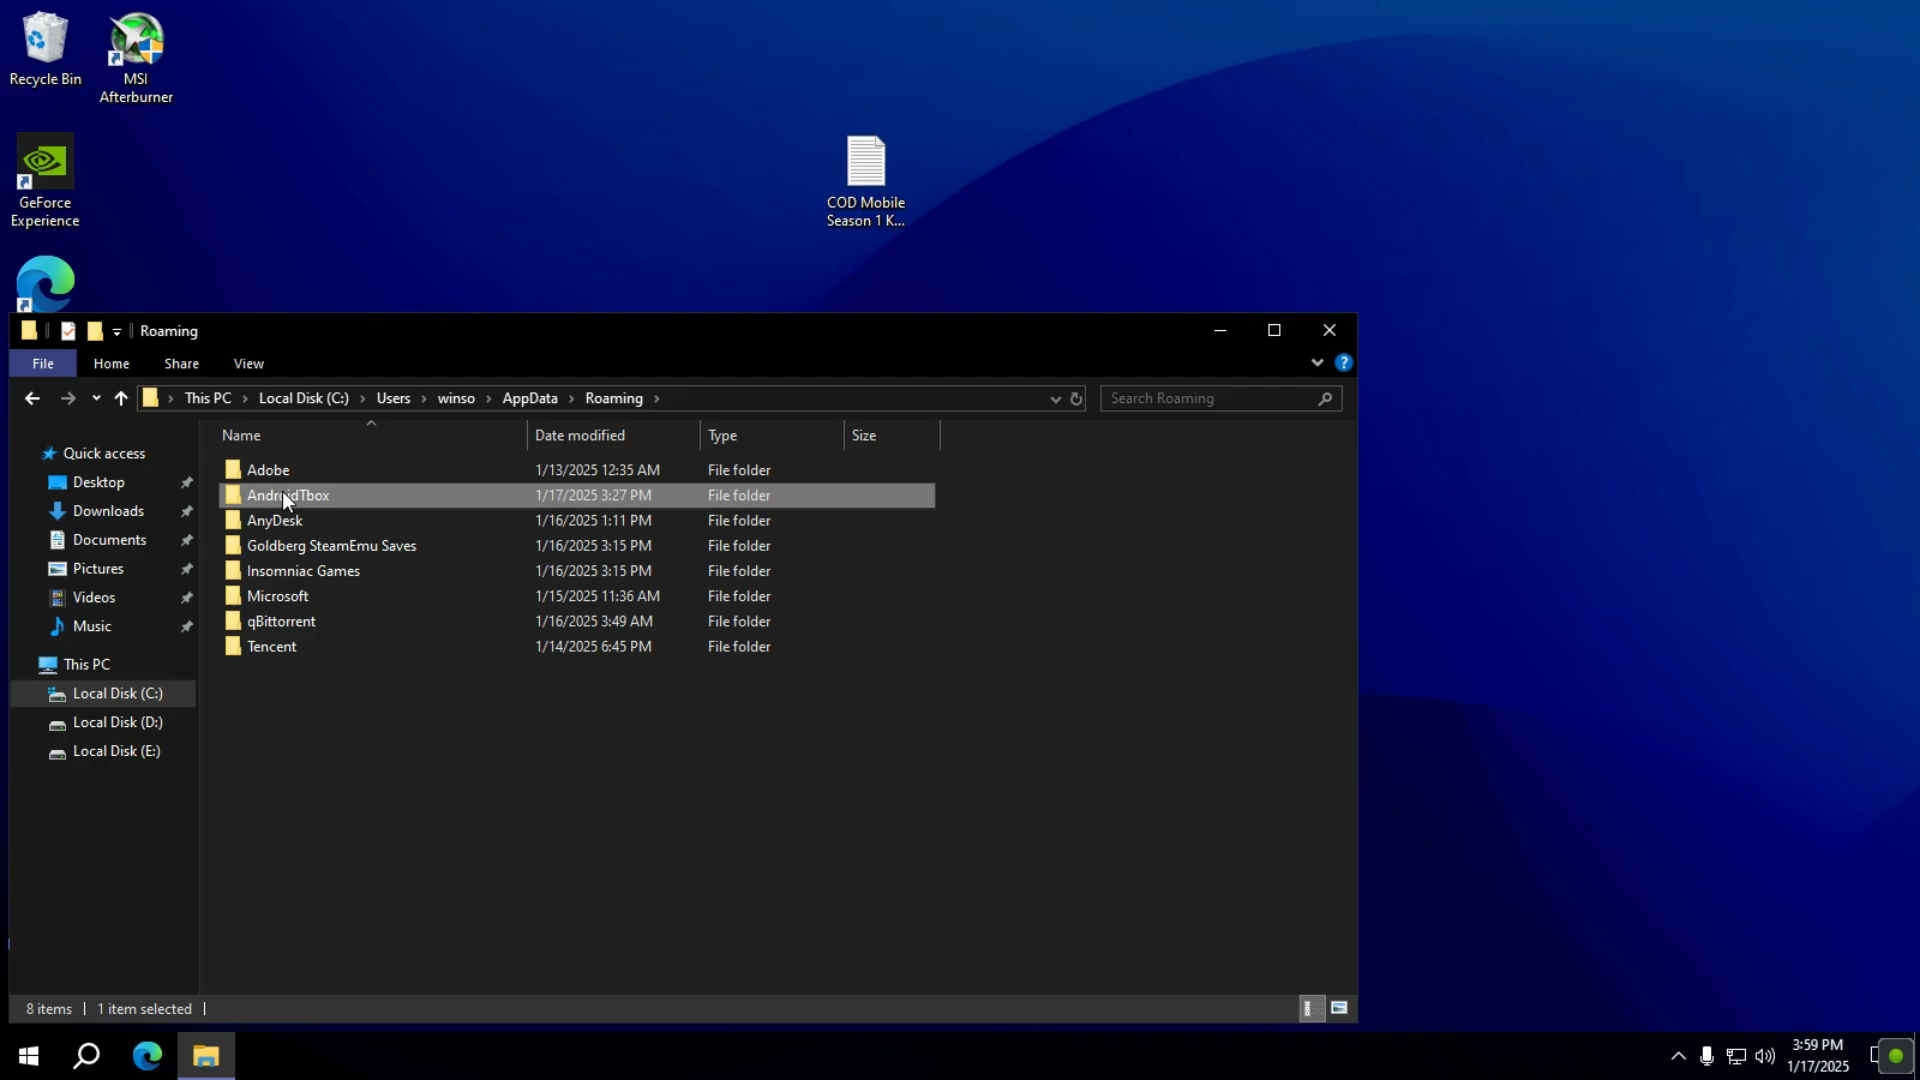 Recycle Bin
MSI
Afterburner
GeForce
Experience
COD Mobile
Season 1 K...
Roaming
File
Home
Share
View
?
This PC
Local Disk (C:)
Users
winso
AppData
Roaming
Search Roaming
Quick access
Desktop
Downloads
Documents
Pictures
Videos
Music
This PC
Local Disk (C:)
Local Disk (D:)
Local Disk (E:)
Name
Date modified
Type
Size
Adobe 1/13/2025 12:35 AM File folder
AndroidTbox 1/17/2025 3:27 PM File folder
AnyDesk 1/16/2025 1:11 PM File folder
Goldberg SteamEmu Saves 1/16/2025 3:15 PM File folder
Insomniac Games 1/16/2025 3:15 PM File folder
Microsoft 1/15/2025 11:36 AM File folder
qBittorrent 1/16/2025 3:49 AM File folder
Tencent 1/14/2025 6:45 PM File folder
8 items
1 item selected
3:59 PM
1/17/2025